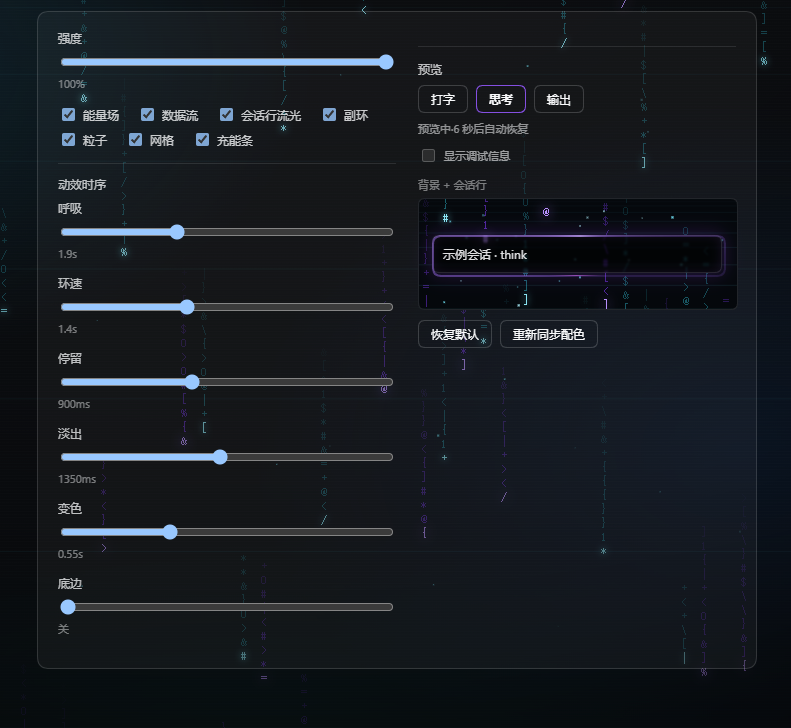 强度
100%
能量场 数据流 会话行流光 副环
粒子 网格 充能条
动效时序
呼吸
1.9s
环速
1.4s
停留
900ms
淡出
1350ms
变色
0.55s
底边
关
预览
打字 思考 输出
预览中·6 秒后自动恢复
显示调试信息
背景 + 会话行
示例会话 · think
恢复默认 重新同步配色